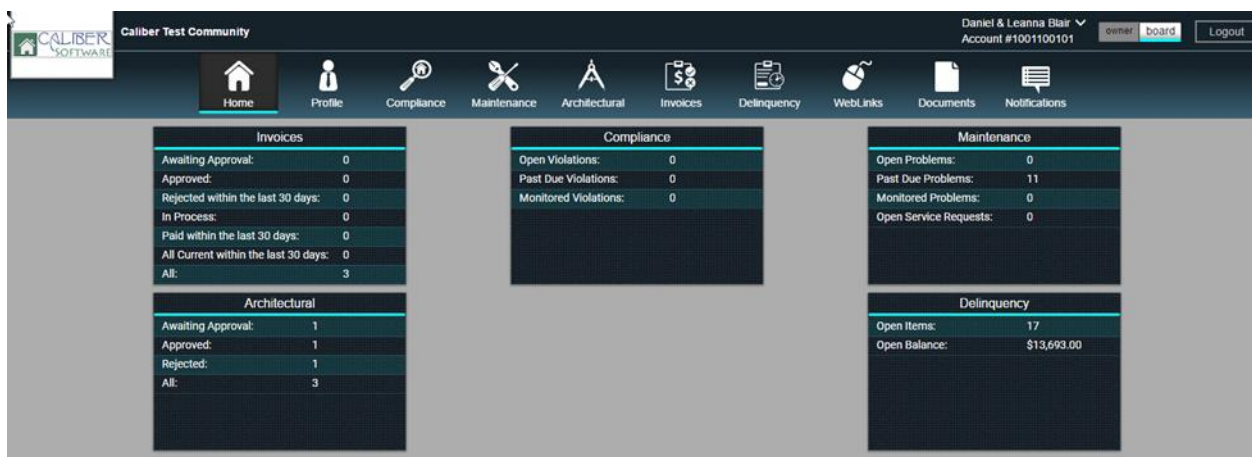 CALIBER
SOFTWARE
Caliber Test Community
Daniel & Leanna Blair
Account #1001100101
owner board
Logout
Home Profile Compliance Maintenance Architectural Invoices Delinquency WebLinks Documents Notifications
Invoices
Awaiting Approval: 0
Approved: 0
Rejected within the last 30 days: 0
In Process: 0
Paid within the last 30 days: 0
All Current within the last 30 days: 0
All: 3
Compliance
Open Violations: 0
Past Due Violations: 0
Monitored Violations: 0
Maintenance
Open Problems: 0
Past Due Problems: 11
Monitored Problems: 0
Open Service Requests: 0
Architectural
Awaiting Approval: 1
Approved: 1
Rejected: 1
All: 3
Delinquency
Open Items: 17
Open Balance: $13,693.00